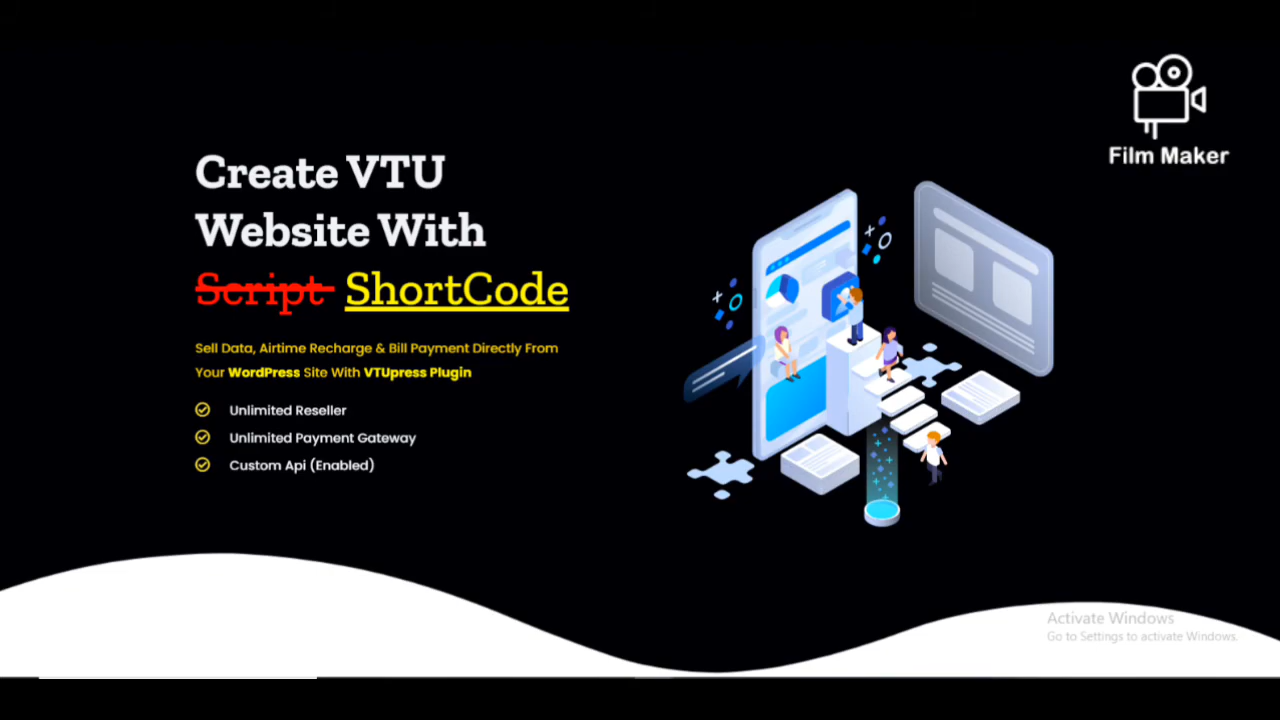 Film Maker
Create VTU
Website With
Script ShortCode
Sell Data, Airtime Recharge & Bill Payment Directly From
Your WordPress Site With VTUpress Plugin
Unlimited Reseller
Unlimited Payment Gateway
Custom Api (Enabled)
Activate Windows
Go to Settings to activate Windows.